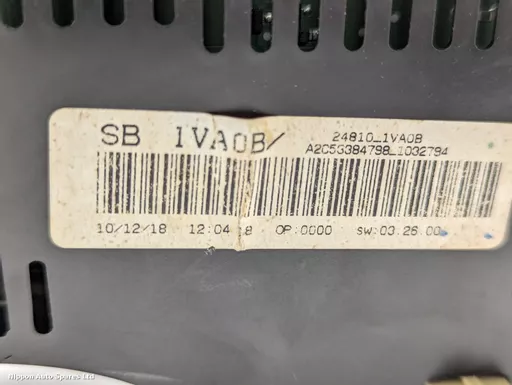 SB 1VA0B/
24810_1VA0B
A2C53384798_1032794
10/12/18 12:04 8 OP:0000 SW:03.26.00
Nippon Auto Spares Ltd